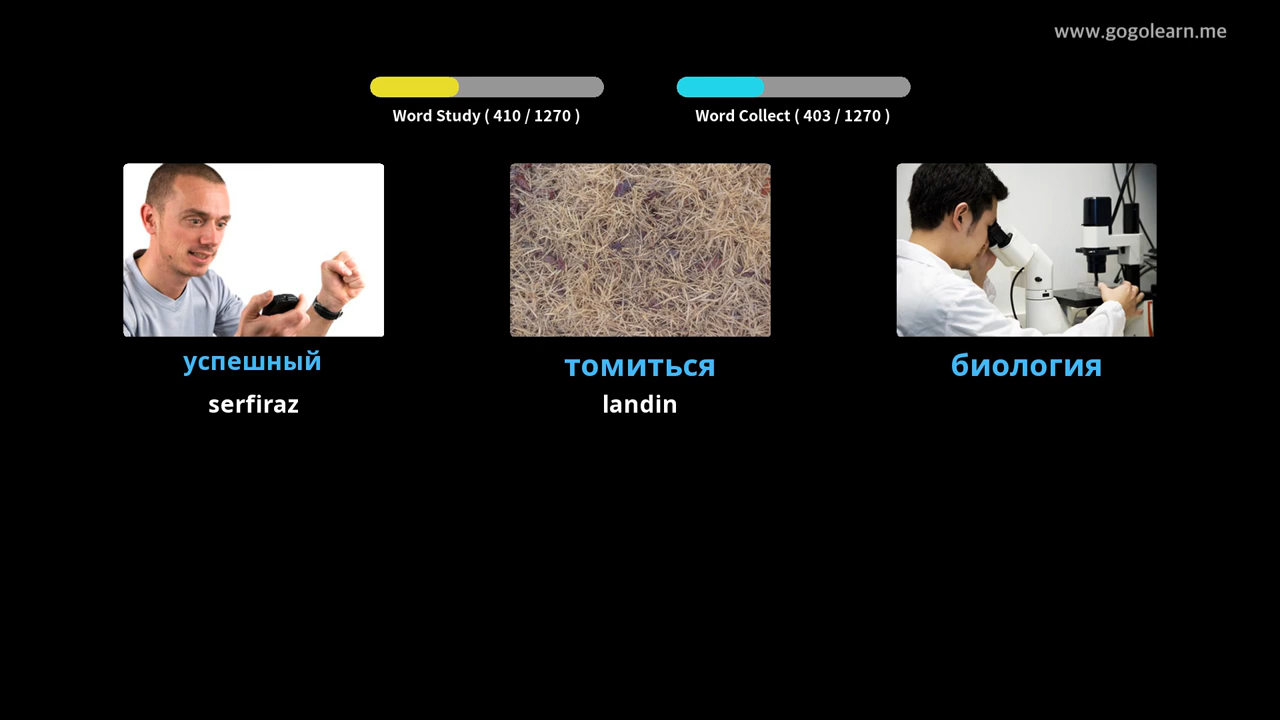 www.gogolearn.me
Word Study ( 410 / 1270 )
Word Collect ( 403 / 1270 )
успешный
томиться
биология
serfiraz
landin